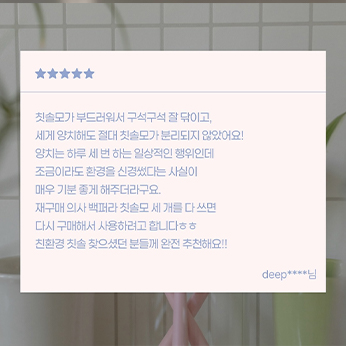 ★★★★★
칫솔모가 부드러워서 구석구석 잘 닦이고,
세게 양치해도 절대 칫솔모가 분리되지 않았어요!
양치는 하루 세 번 하는 일상적인 행위인데
조금이라도 환경을 신경썼다는 사실이
매우 기분 좋게 해주더라구요.
재구매 의사 백퍼라 칫솔모 세 개를 다 쓰면
다시 구매해서 사용하려고 합니다ㅎㅎ
친환경 칫솔 찾으셨던 분들께 완전 추천해요!!
deep****님